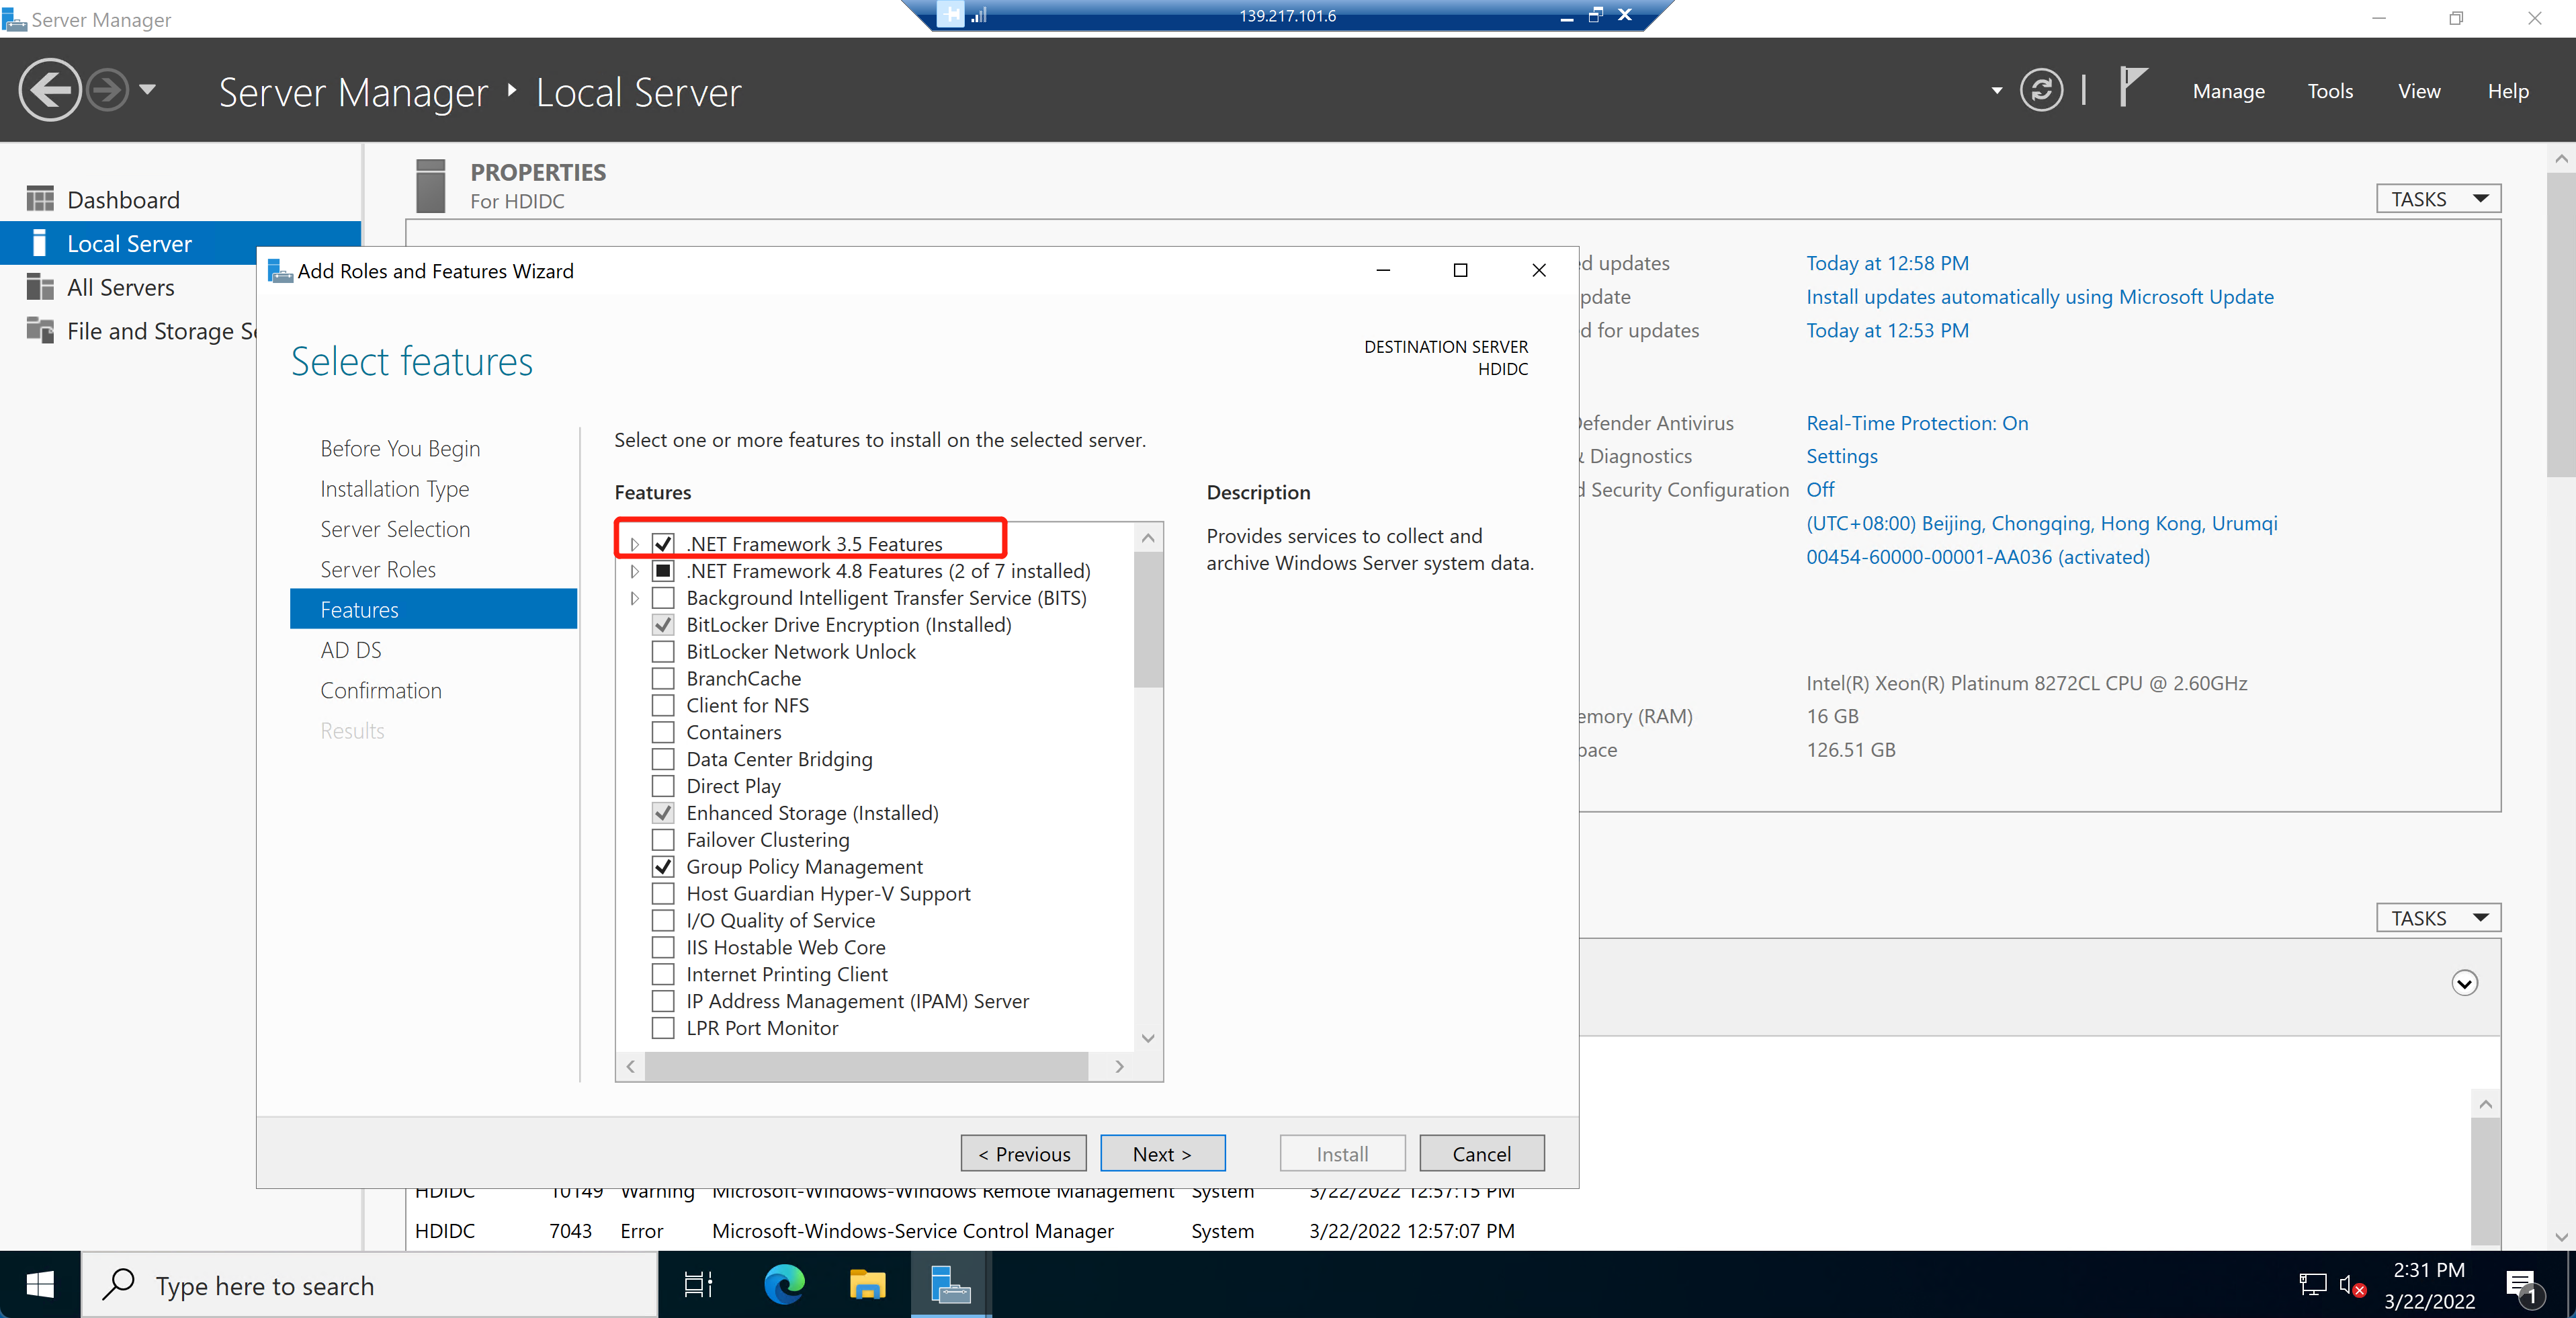 Server Manager
139.217.101.6
Server Manager ‣ Local Server
Manage Tools View Help
Dashboard
Local Server
All Servers
File and Storage Se
PROPERTIES
For HDIDC
TASKS
ed updates Today at 12:58 PM
pdate Install updates automatically using Microsoft Update
d for updates Today at 12:53 PM
Defender Antivirus Real-Time Protection: On
& Diagnostics Settings
d Security Configuration Off
(UTC+08:00) Beijing, Chongqing, Hong Kong, Urumqi
00454-60000-00001-AA036 (activated)
Intel(R) Xeon(R) Platinum 8272CL CPU @ 2.60GHz
emory (RAM) 16 GB
pace 126.51 GB
TASKS
Add Roles and Features Wizard
Select features
DESTINATION SERVER
HDIDC
Before You Begin
Installation Type
Server Selection
Server Roles
Features
AD DS
Confirmation
Results
Select one or more features to install on the selected server.
Features
.NET Framework 3.5 Features
.NET Framework 4.8 Features (2 of 7 installed)
Background Intelligent Transfer Service (BITS)
BitLocker Drive Encryption (Installed)
BitLocker Network Unlock
BranchCache
Client for NFS
Containers
Data Center Bridging
Direct Play
Enhanced Storage (Installed)
Failover Clustering
Group Policy Management
Host Guardian Hyper-V Support
I/O Quality of Service
IIS Hostable Web Core
Internet Printing Client
IP Address Management (IPAM) Server
LPR Port Monitor
Description
Provides services to collect and
archive Windows Server system data.
< Previous Next > Install Cancel
HDIDC 10149 Warning Microsoft-Windows-Windows Remote Management System 3/22/2022 12:57:15 PM
HDIDC 7043 Error Microsoft-Windows-Service Control Manager System 3/22/2022 12:57:07 PM
Type here to search
2:31 PM
3/22/2022
1